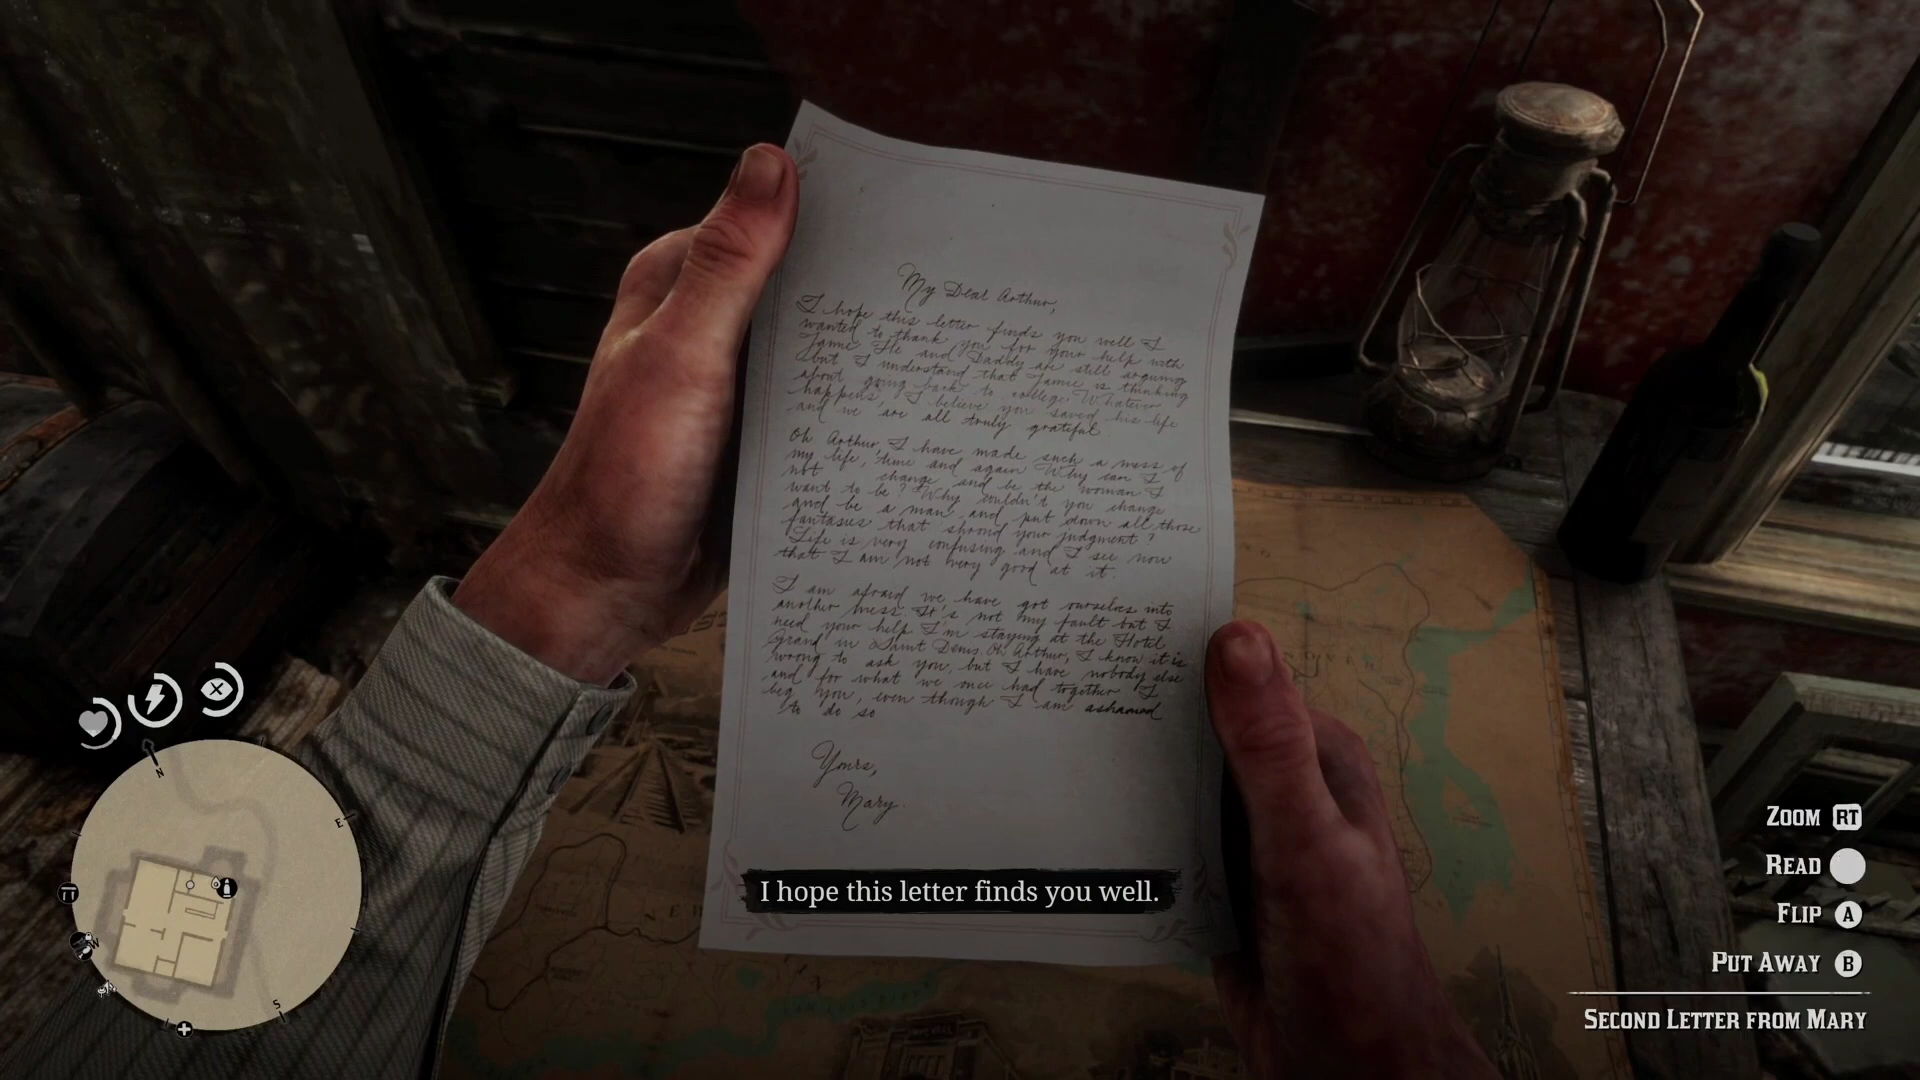 My Dear Arthur,
I hope this letter finds you well I
wanted to thank you for your help with
Jamie He and Daddy are still arguing
but I understand that Jamie is thinking
about going back to college. Whatever
happens, I believe you saved his life
and we are all truly grateful
Oh Arthur, I have made such a mess of
my life, time and again Why can I
not change and be the woman I
want to be? Why couldn't you change
and be a man and put down all those
fantasies that shroud your judgment?
Life is very confusing and I see now
that I am not very good at it.
I am afraid we have got ourselves into
another mess. It's not my fault but I
need your help I'm staying at the Hotel
Grand in Saint Denis. Oh Arthur, I know it is
wrong to ask you, but I have nobody else
and for what we once had together I
beg you, even though I am ashamed
to do so
Yours,
Mary.
I hope this letter finds you well.
N
E
S
W
ZOOM RT
READ
FLIP A
PUT AWAY B
SECOND LETTER FROM MARY